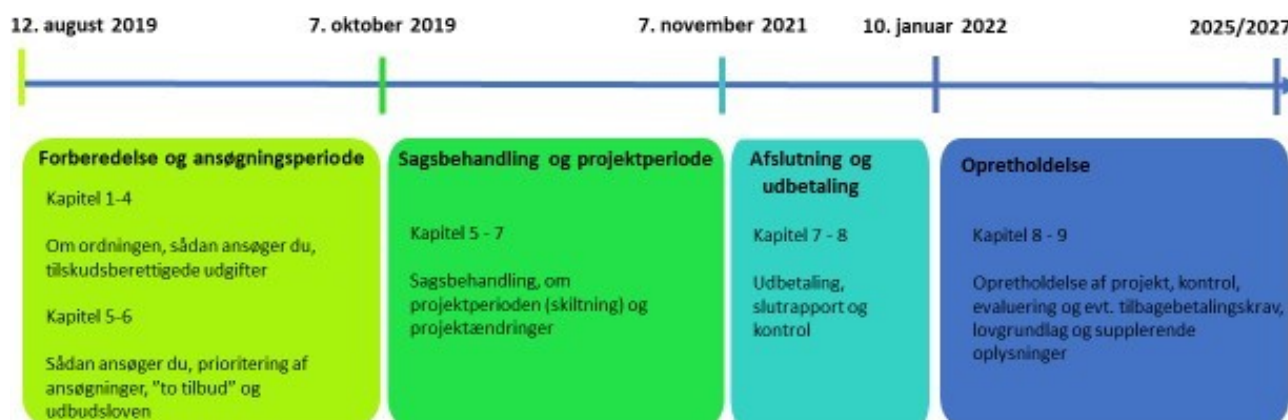 12. august 2019
7. oktober 2019
7. november 2021
10. januar 2022
2025/2027
Forberedelse og ansøgningsperiode
Kapitel 1-4
Om ordningen, sådan ansøger du,
tilskudsberettigede udgifter
Kapitel 5-6
Sådan ansøger du, prioritering af
ansøgninger, ”to tilbud” og
udbudsloven
Sagsbehandling og projektperiode
Kapitel 5 - 7
Sagsbehandling, om
projektperioden (skiltning) og
projektændringer
Afslutning og
udbetaling
Kapitel 7 - 8
Udbetaling,
slutrapport og
kontrol
Opretholdelse
Kapitel 8 - 9
Opretholdelse af projekt, kontrol,
evaluering og evt. tilbagebetalingskrav,
lovgrundlag og supplerende
oplysninger